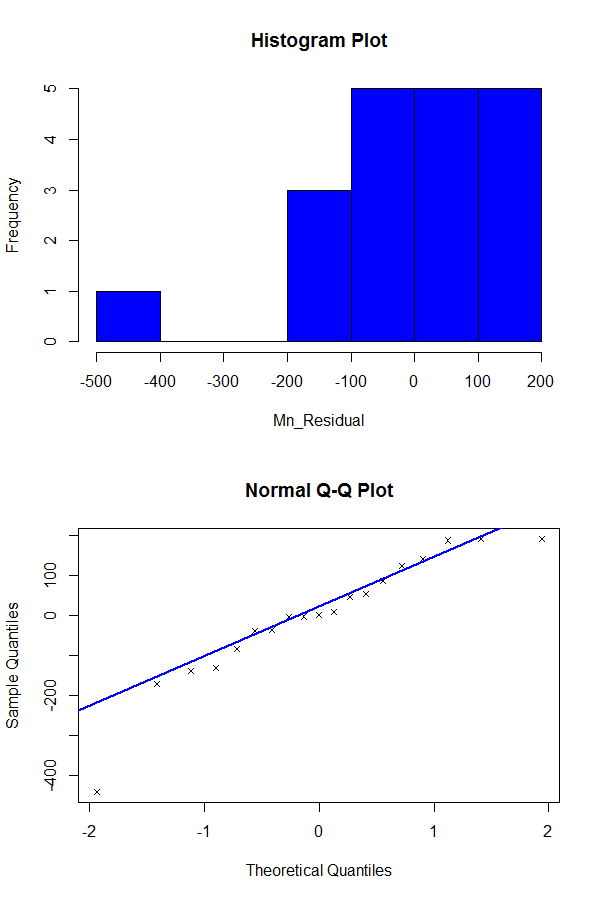 Histogram Plot
5
4
3
2
1
0
Frequency
-500 -400 -300 -200 -100 0 100 200
Mn_Residual
Normal Q-Q Plot
100
0
-200
-400
Sample Quantiles
-2 -1 0 1 2
Theoretical Quantiles